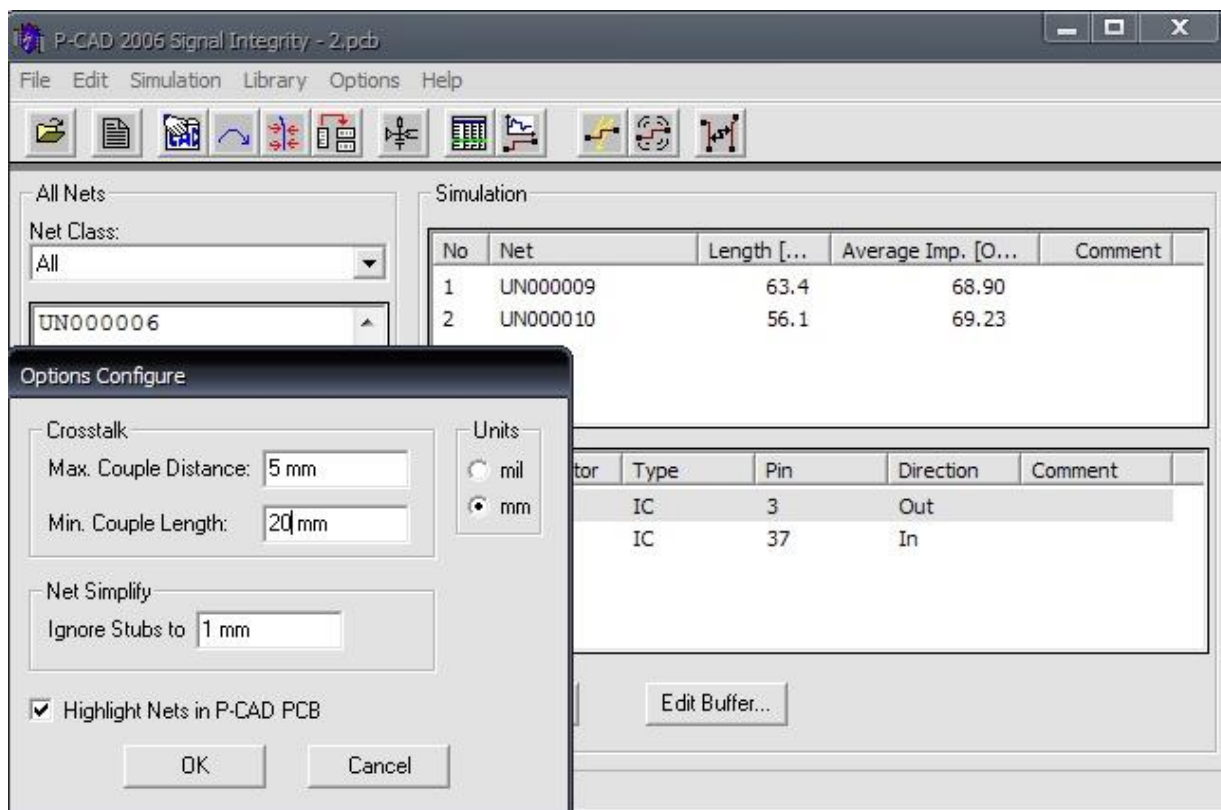 P-CAD 2006 Signal Integrity - 2.pcb
File Edit Simulation Library Options Help
All Nets
Net Class:
All
UN000006
Simulation
No Net Length [... Average Imp. [O... Comment
1 UN000009 63.4 68.90
2 UN000010 56.1 69.23
tor Type Pin Direction Comment
IC 3 Out
IC 37 In
Edit Buffer...
Options Configure
Crosstalk
Max. Couple Distance: 5 mm
Min. Couple Length: 20 mm
Units
mil
mm
Net Simplify
Ignore Stubs to 1 mm
Highlight Nets in P-CAD PCB
OK Cancel